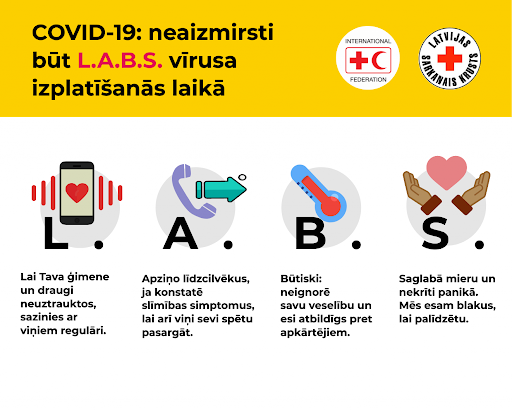 COVID-19: neaizmirsti
būt L.A.B.S. vīrusa
izplatīšanās laikā
INTERNATIONAL
FEDERATION
LATVIJAS
SARKANAIS KRUSTS
L. A. B. S.
Lai Tava ģimene
un draugi
neuztrauktos,
sazinies ar
viņiem regulāri.
Apziņo līdzcilvēkus,
ja konstatē
slimības simptomus,
lai arī viņi sevi spētu
pasargāt.
Būtiski:
neignorē
savu veselību un
esi atbildīgs pret
apkārtējiem.
Saglabā mieru un
nekrīti panikā.
Mēs esam blakus,
lai palīdzētu.